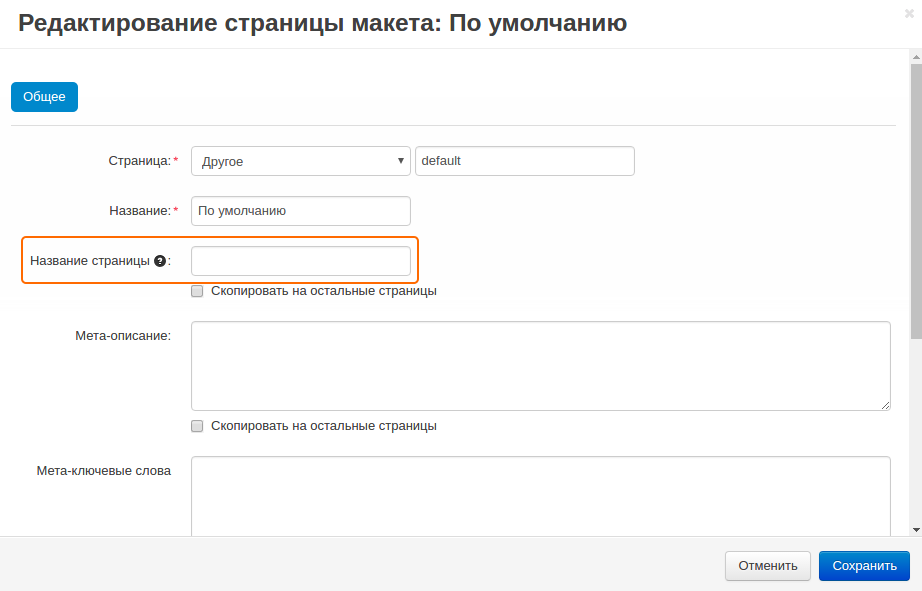 Редактирование страницы макета: По умолчанию
Общее
Страница:* Другое default
Название:* По умолчанию
Название страницы ?:
Скопировать на остальные страницы
Мета-описание:
Скопировать на остальные страницы
Мета-ключевые слова
Отменить Сохранить